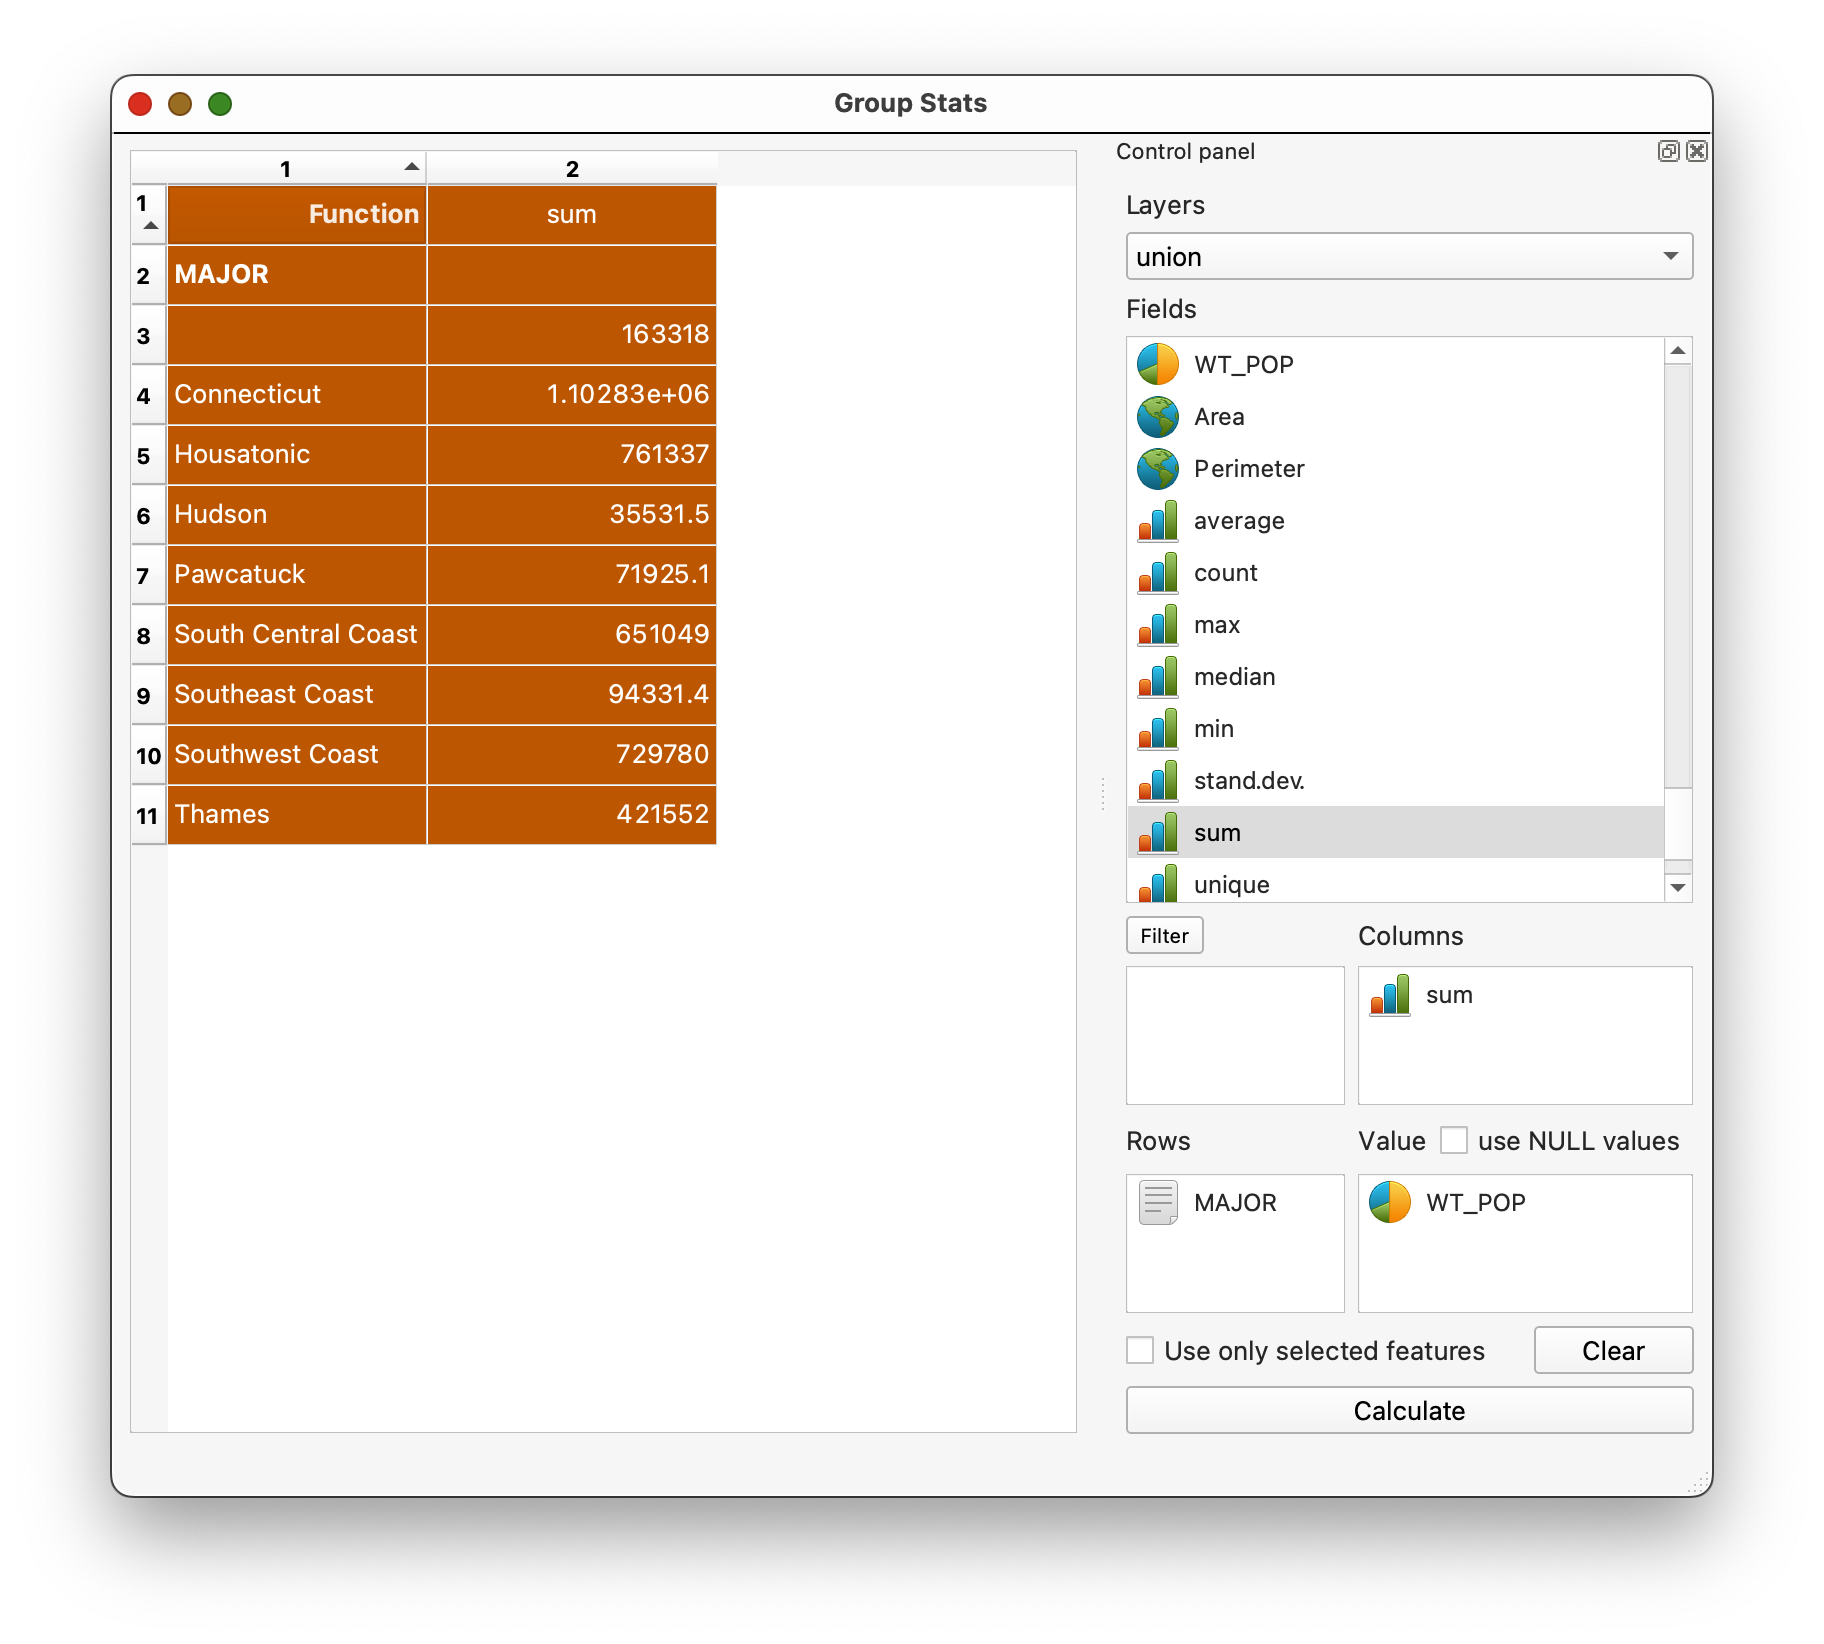 Group Stats
1 2
1 Function sum
2 MAJOR
3 163318
4 Connecticut 1.10283e+06
5 Housatonic 761337
6 Hudson 35531.5
7 Pawcatuck 71925.1
8 South Central Coast 651049
9 Southeast Coast 94331.4
10 Southwest Coast 729780
11 Thames 421552
Control panel
Layers
union
Fields
WT_POP
Area
Perimeter
average
count
max
median
min
stand.dev.
sum
unique
Filter
Columns
sum
Rows
Value use NULL values
MAJOR
WT_POP
Use only selected features
Clear
Calculate